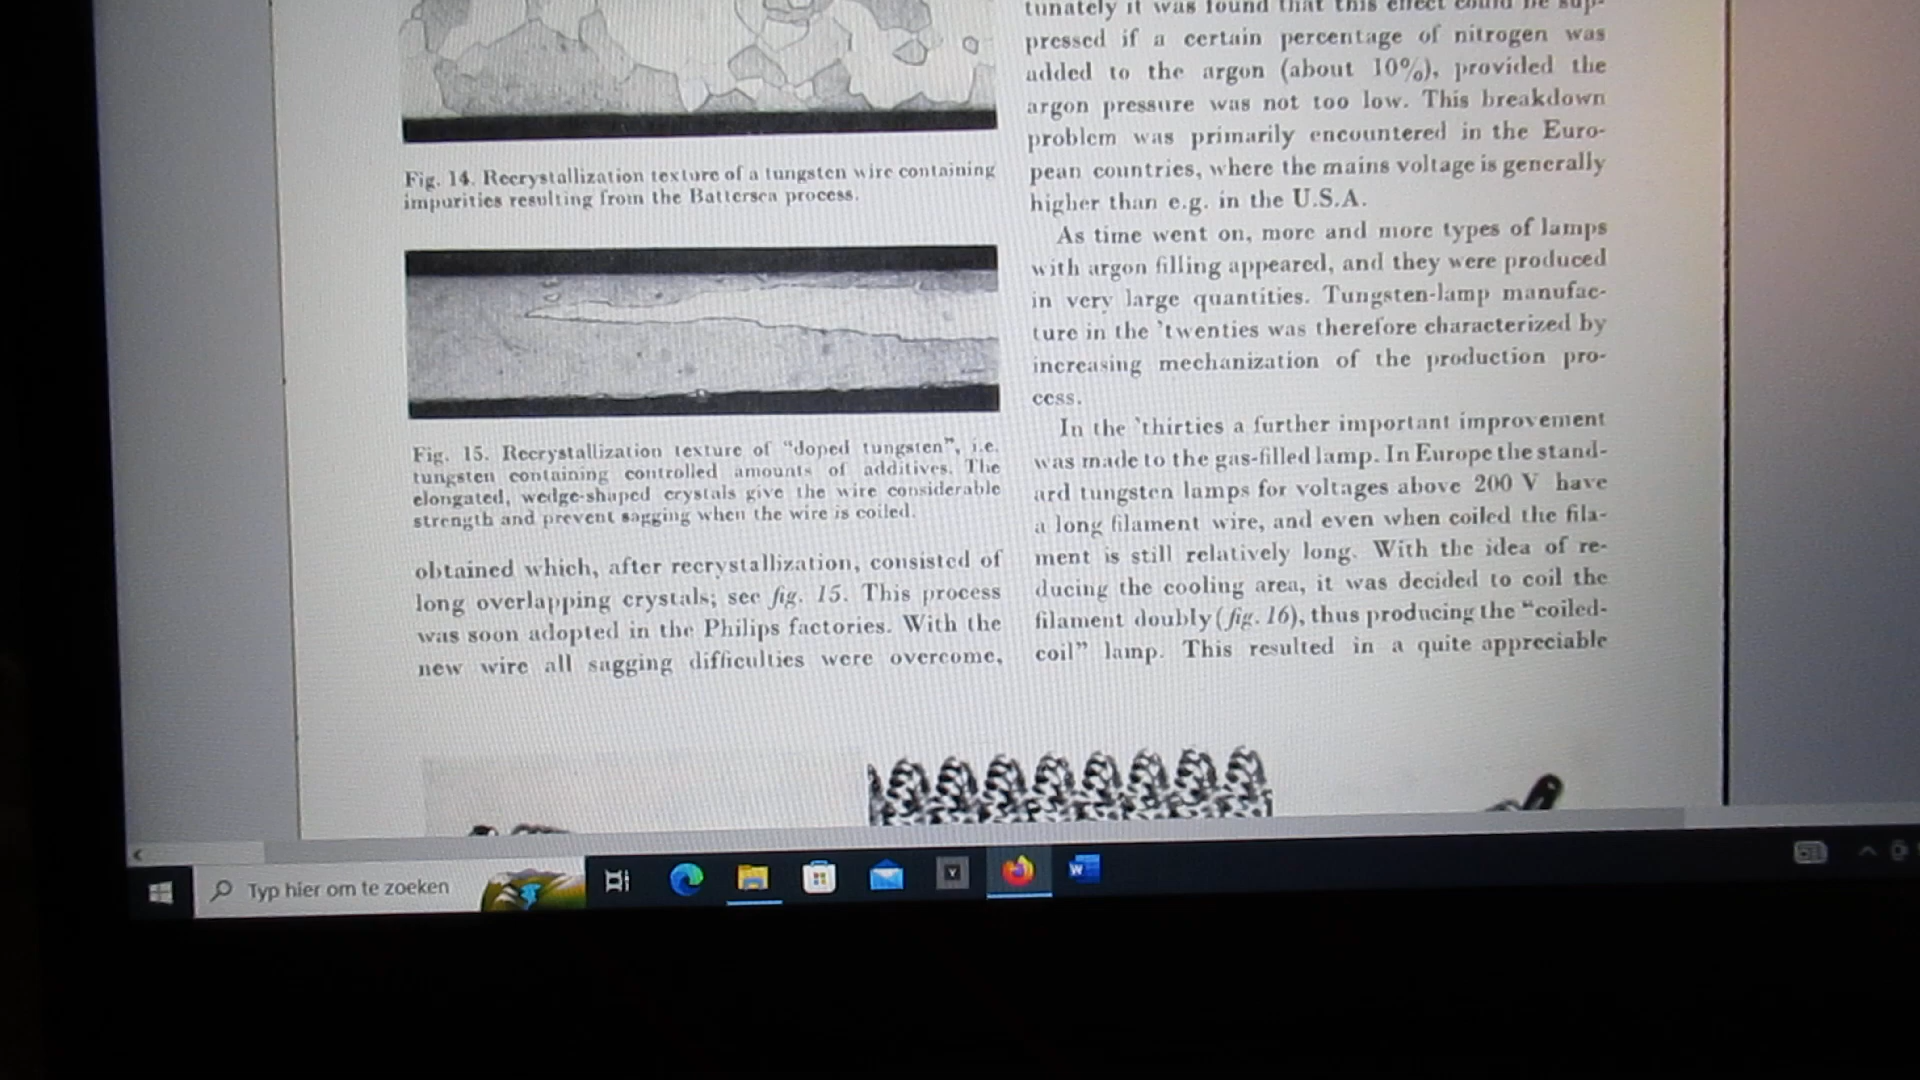 Fig. 14. Recrystallization texture of a tungsten wire containing
impurities resulting from the Battersea process.
Fig. 15. Recrystallization texture of "doped tungsten", i.e.
tungsten containing controlled amounts of additives. The
elongated, wedge-shaped crystals give the wire considerable
strength and prevent sagging when the wire is coiled.
obtained which, after recrystallization, consisted of
long overlapping crystals; see fig. 15. This process
was soon adopted in the Philips factories. With the
new wire all sagging difficulties were overcome,
tunately it was found that this effect could be sup-
pressed if a certain percentage of nitrogen was
added to the argon (about 10%), provided the
argon pressure was not too low. This breakdown
problem was primarily encountered in the Euro-
pean countries, where the mains voltage is generally
higher than e.g. in the U.S.A.
As time went on, more and more types of lamps
with argon filling appeared, and they were produced
in very large quantities. Tungsten-lamp manufac-
ture in the 'twenties was therefore characterized by
increasing mechanization of the production pro-
cess.
In the 'thirties a further important improvement
was made to the gas-filled lamp. In Europe the stand-
ard tungsten lamps for voltages above 200 V have
a long filament wire, and even when coiled the fila-
ment is still relatively long. With the idea of re-
ducing the cooling area, it was decided to coil the
filament doubly (fig. 16), thus producing the "coiled-
coil" lamp. This resulted in a quite appreciable
Typ hier om te zoeken